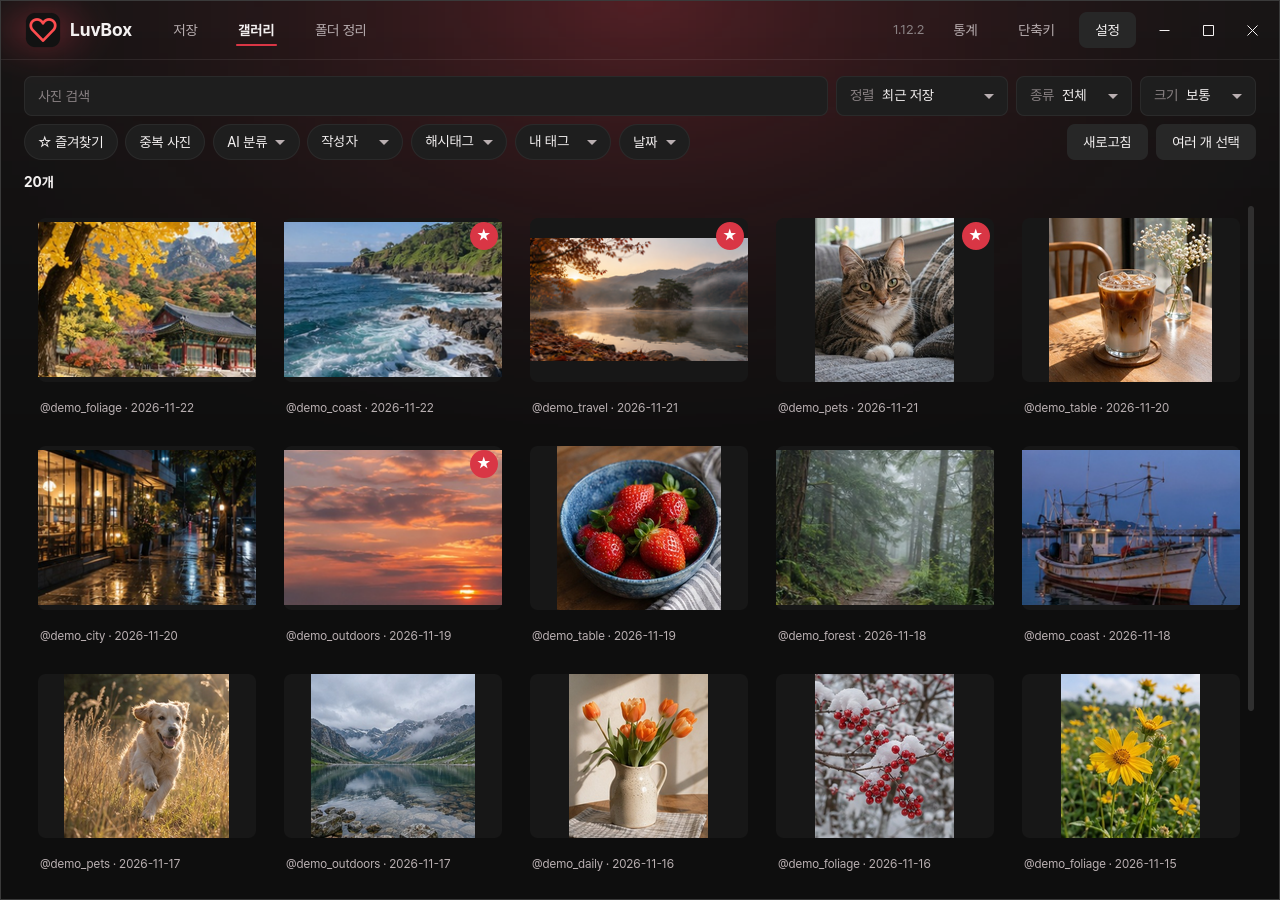 LuvBox 저장 갤러리 폴더 정리 1.12.2 통계 단축키 설정
사진 검색 정렬 최근 저장 종류 전체 크기 보통
☆ 즐겨찾기 중복 사진 AI 분류 작성자 해시태그 내 태그 날짜 새로고침 여러 개 선택
20개
@demo_foliage · 2026-11-22 @demo_coast · 2026-11-22 @demo_travel · 2026-11-21 @demo_pets · 2026-11-21 @demo_table · 2026-11-20
@demo_city · 2026-11-20 @demo_outdoors · 2026-11-19 @demo_table · 2026-11-19 @demo_forest · 2026-11-18 @demo_coast · 2026-11-18
@demo_pets · 2026-11-17 @demo_outdoors · 2026-11-17 @demo_daily · 2026-11-16 @demo_foliage · 2026-11-16 @demo_foliage · 2026-11-15